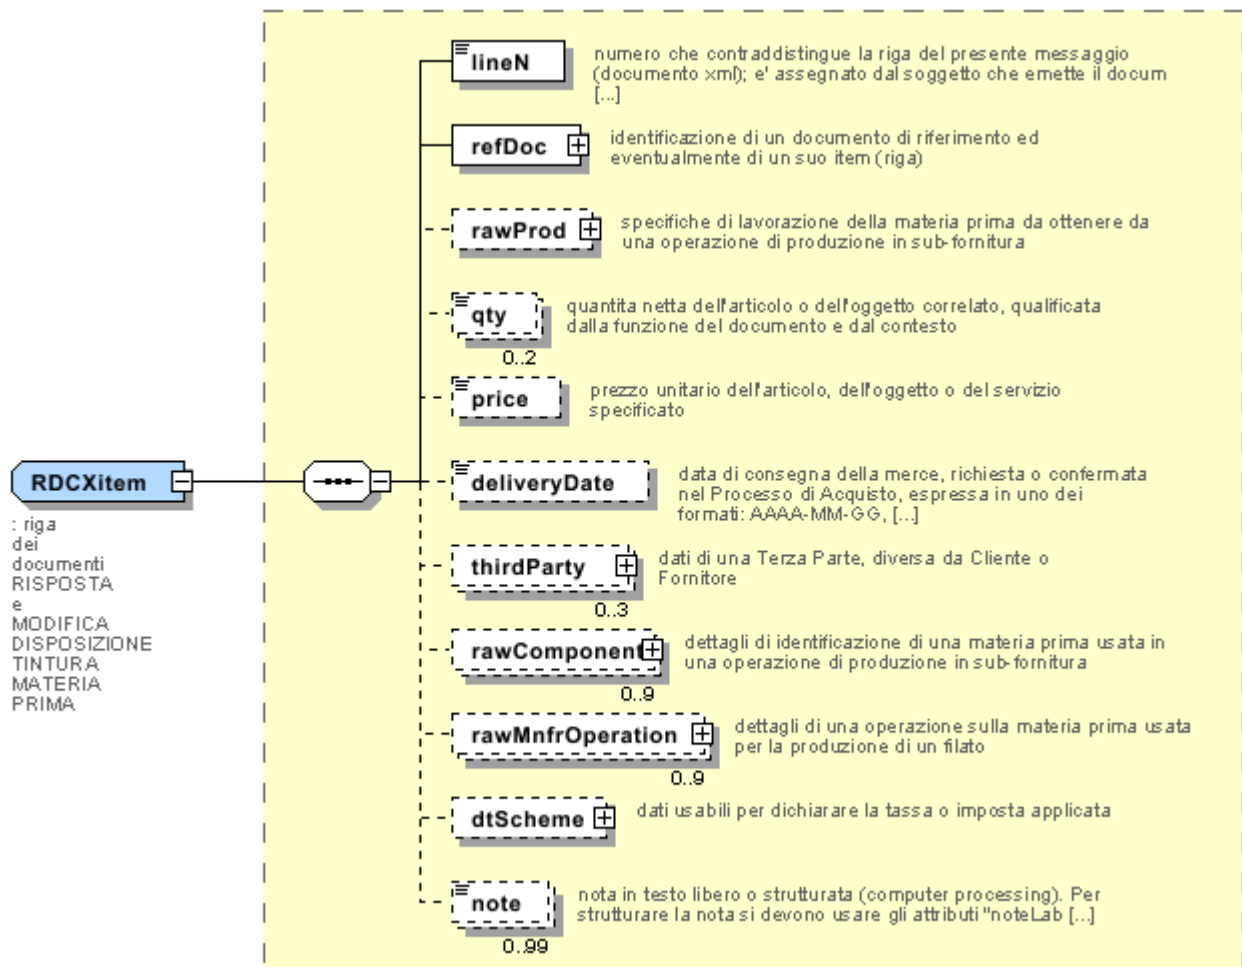 lineN
numero che contraddistingue la riga del presente messaggio
(documento xml); e' assegnato dal soggetto che emette il docum
[...]
refDoc
identificazione di un documento di riferimento ed
eventualmente di un suo item (riga)
rawProd
specifiche di lavorazione della materia prima da ottenere da
una operazione di produzione in sub-fornitura
qty
quantita netta dell'articolo o dell'oggetto correlato, qualificata
dalla funzione del documento e dal contesto
0..2
price
prezzo unitario dell'articolo, dell'oggetto o del servizio
specificato
RDCXitem
: riga
dei
documenti
RISPOSTA
e
MODIFICA
DISPOSIZIONE
TINTURA
MATERIA
PRIMA
deliveryDate
data di consegna della merce, richiesta o confermata
nel Processo di Acquisto, espressa in uno dei
formati: AAAA-MM-GG, [...]
thirdParty
dati di una Terza Parte, diversa da Cliente o
Fornitore
0..3
rawComponent
dettagli di identificazione di una materia prima usata in
una operazione di produzione in sub-fornitura
0..9
rawMnfrOperation
dettagli di una operazione sulla materia prima usata
per la produzione di un filato
0..9
dtScheme
dati usabili per dichiarare la tassa o imposta applicata
note
nota in testo libero o strutturata (computer processing). Per
strutturare la nota si devono usare gli attributi "noteLab [...]
0..99